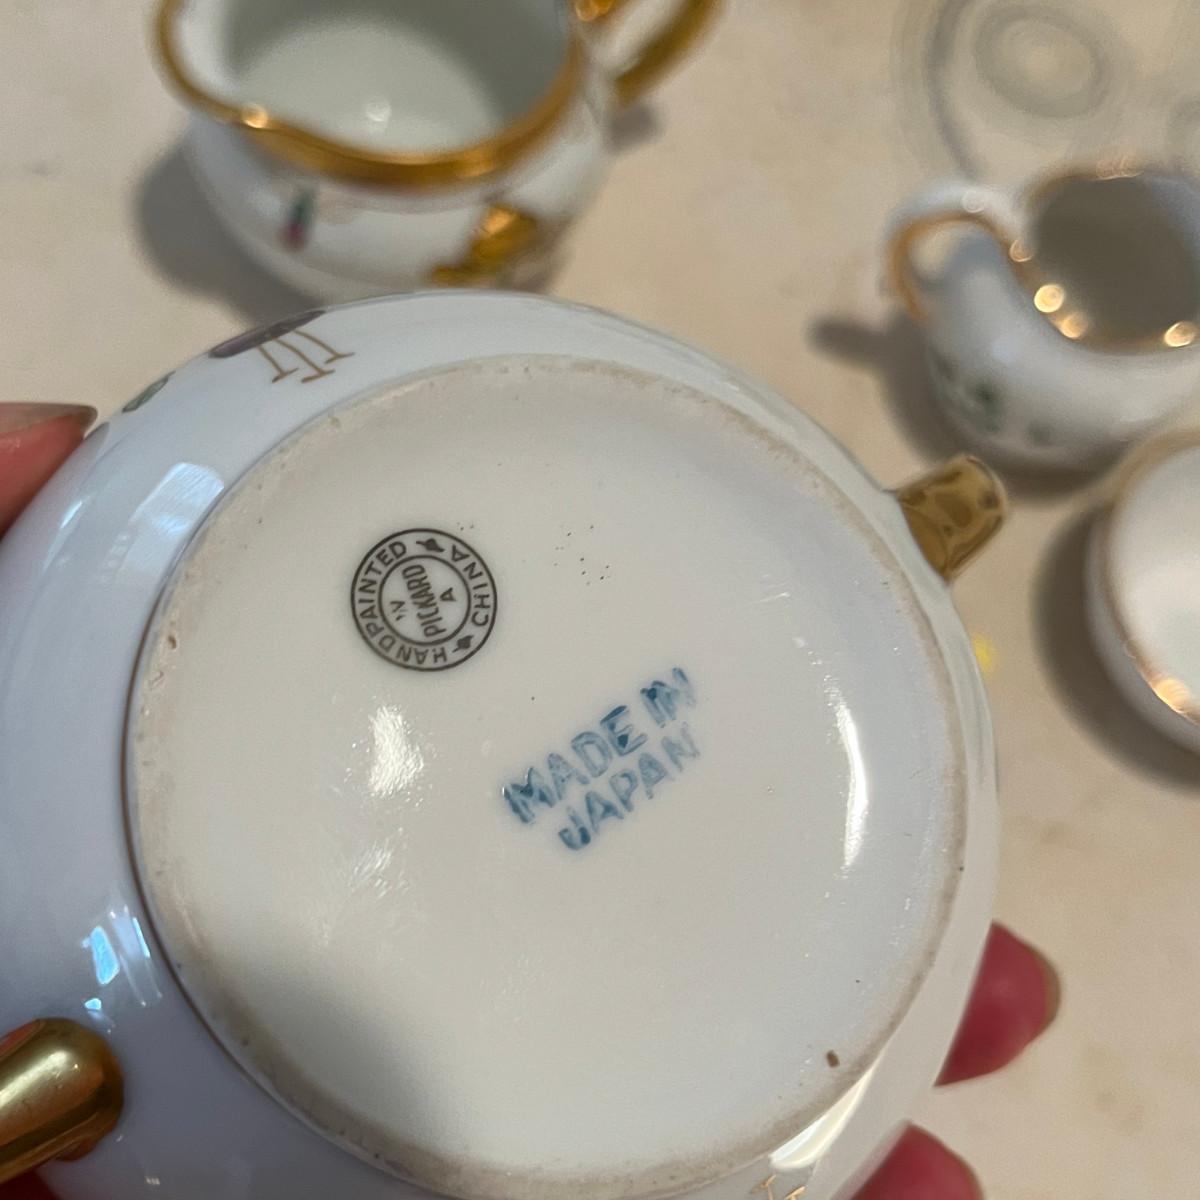 HANDPAINTED CHINA
W.
A.
PICKARD
MADE IN
JAPAN